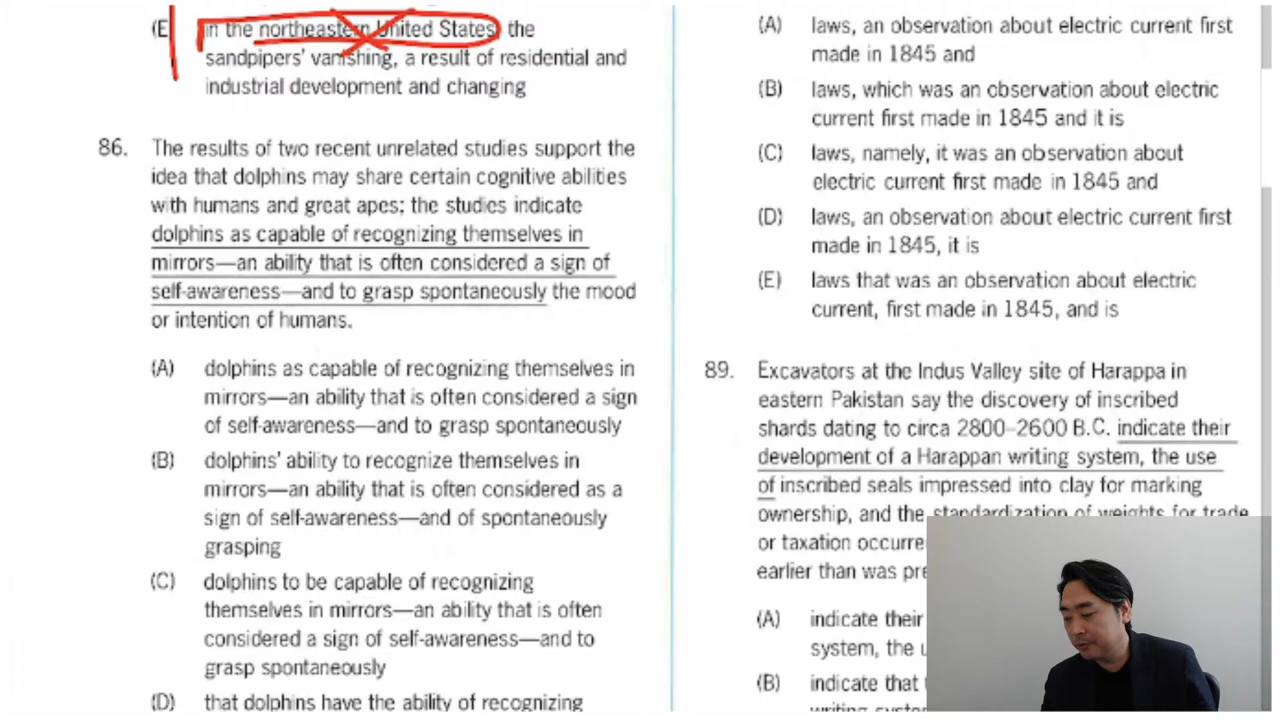 (E in the northeastern United States, the
sandpipers' vanishing, a result of residential and
industrial development and changing
86. The results of two recent unrelated studies support the
idea that dolphins may share certain cognitive abilities
with humans and great apes; the studies indicate
dolphins as capable of recognizing themselves in
mirrors—an ability that is often considered a sign of
self-awareness—and to grasp spontaneously the mood
or intention of humans.
(A) dolphins as capable of recognizing themselves in
mirrors—an ability that is often considered a sign
of self-awareness—and to grasp spontaneously
(B) dolphins' ability to recognize themselves in
mirrors—an ability that is often considered as a
sign of self-awareness—and of spontaneously
grasping
(C) dolphins to be capable of recognizing
themselves in mirrors—an ability that is often
considered a sign of self-awareness—and to
grasp spontaneously
(D) that dolphins have the ability of recognizing
(A) laws, an observation about electric current first
made in 1845 and
(B) laws, which was an observation about electric
current first made in 1845 and it is
(C) laws, namely, it was an observation about
electric current first made in 1845 and
(D) laws, an observation about electric current first
made in 1845, it is
(E) laws that was an observation about electric
current, first made in 1845, and is
89. Excavators at the Indus Valley site of Harappa in
eastern Pakistan say the discovery of inscribed
shards dating to circa 2800–2600 B.C. indicate their
development of a Harappan writing system, the use
of inscribed seals impressed into clay for marking
ownership, and the standardization of weights for trade
or taxation occurre
earlier than was pre
(A) indicate their
system, the u
(B) indicate that
writing syste